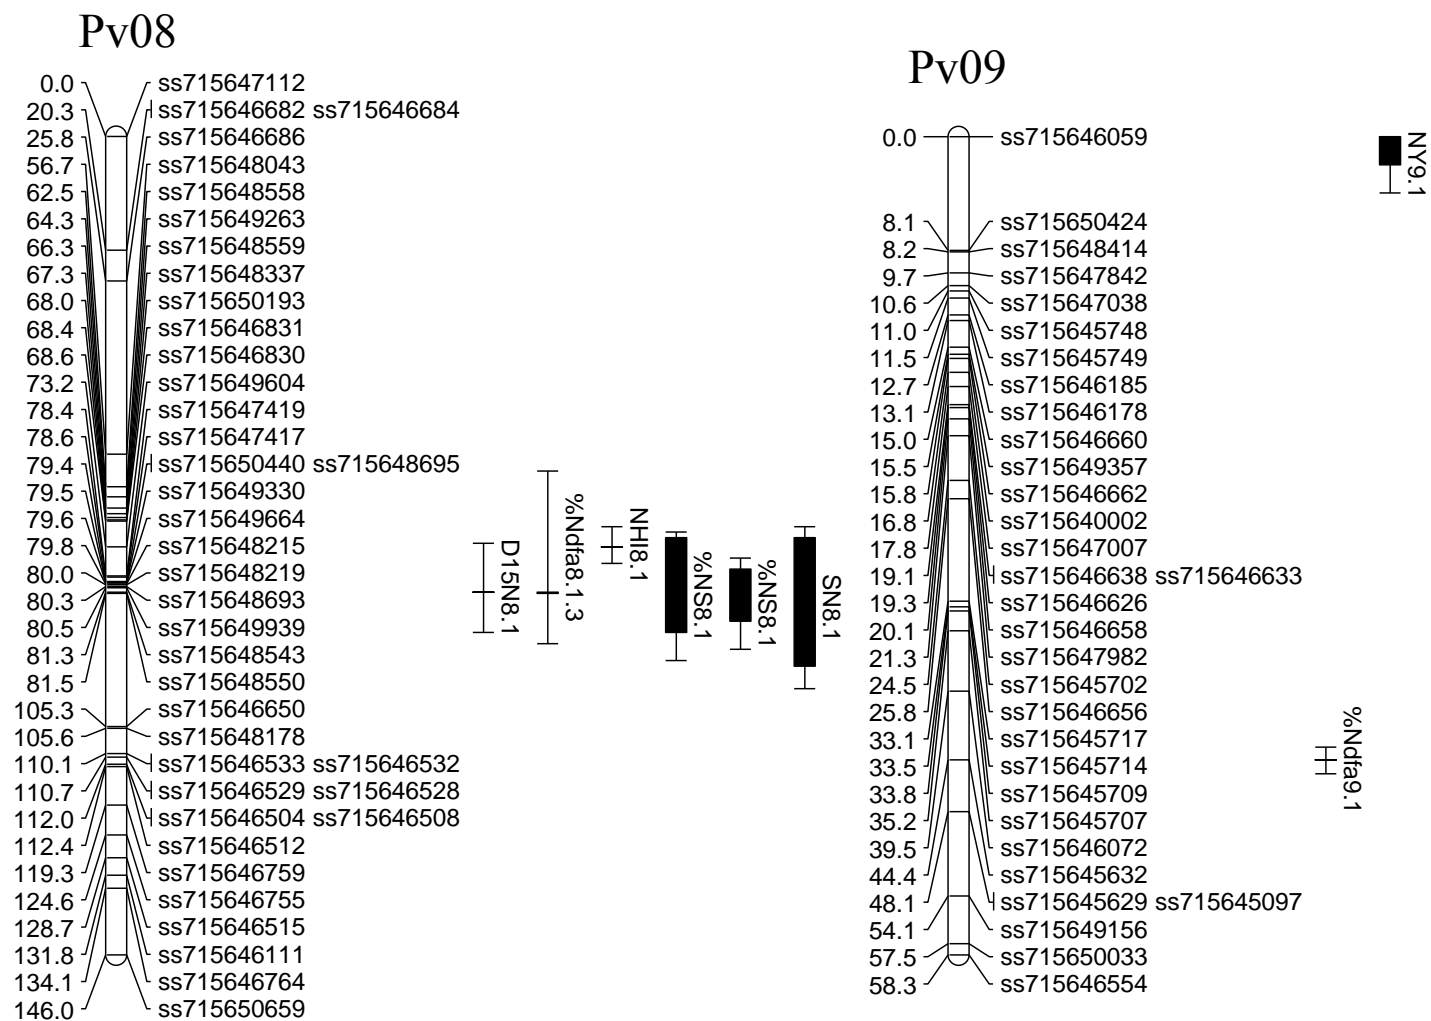 Pv08
0.0 ss715647112
20.3 ss715646682 ss715646684
25.8 ss715646686
56.7 ss715648043
62.5 ss715648558
64.3 ss715649263
66.3 ss715648559
67.3 ss715648337
68.0 ss715650193
68.4 ss715646831
68.6 ss715646830
73.2 ss715649604
78.4 ss715647419
78.6 ss715647417
79.4 ss715650440 ss715648695
79.5 ss715649330
79.6 ss715649664
79.8 ss715648215
80.0 ss715648219
80.3 ss715648693
80.5 ss715649939
81.3 ss715648543
81.5 ss715648550
105.3 ss715646650
105.6 ss715648178
110.1 ss715646533 ss715646532
110.7 ss715646529 ss715646528
112.0 ss715646504 ss715646508
112.4 ss715646512
119.3 ss715646759
124.6 ss715646755
128.7 ss715646515
131.8 ss715646111
134.1 ss715646764
146.0 ss715650659
D15N8.1
%Ndfa8.1.3
NHI8.1
%NS8.1
%NS8.1
SN8.1
Pv09
0.0 ss715646059
8.1 ss715650424
8.2 ss715648414
9.7 ss715647842
10.6 ss715647038
11.0 ss715645748
11.5 ss715645749
12.7 ss715646185
13.1 ss715646178
15.0 ss715646660
15.5 ss715649357
15.8 ss715646662
16.8 ss715640002
17.8 ss715647007
19.1 ss715646638 ss715646633
19.3 ss715646626
20.1 ss715646658
21.3 ss715647982
24.5 ss715645702
25.8 ss715646656
33.1 ss715645717
33.5 ss715645714
33.8 ss715645709
35.2 ss715645707
39.5 ss715646072
44.4 ss715645632
48.1 ss715645629 ss715645097
54.1 ss715649156
57.5 ss715650033
58.3 ss715646554
%Ndfa9.1
NY9.1